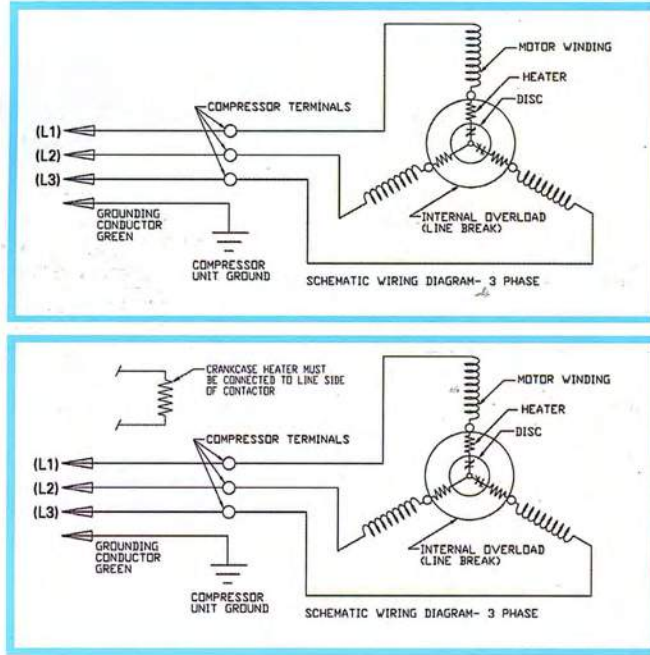 MOTOR WINDING
HEATER
DISC
COMPRESSOR TERMINALS
(L1)
(L2)
(L3)
GROUNDING
CONDUCTOR
GREEN
COMPRESSOR
UNIT GROUND
INTERNAL OVERLOAD
(LINE BREAK)
SCHEMATIC WIRING DIAGRAM- 3 PHASE
CRANKCASE HEATER MUST
BE CONNECTED TO LINE SIDE
OF CONTACTOR
MOTOR WINDING
HEATER
DISC
COMPRESSOR TERMINALS
(L1)
(L2)
(L3)
GROUNDING
CONDUCTOR
GREEN
COMPRESSOR
UNIT GROUND
INTERNAL OVERLOAD
(LINE BREAK)
SCHEMATIC WIRING DIAGRAM- 3 PHASE